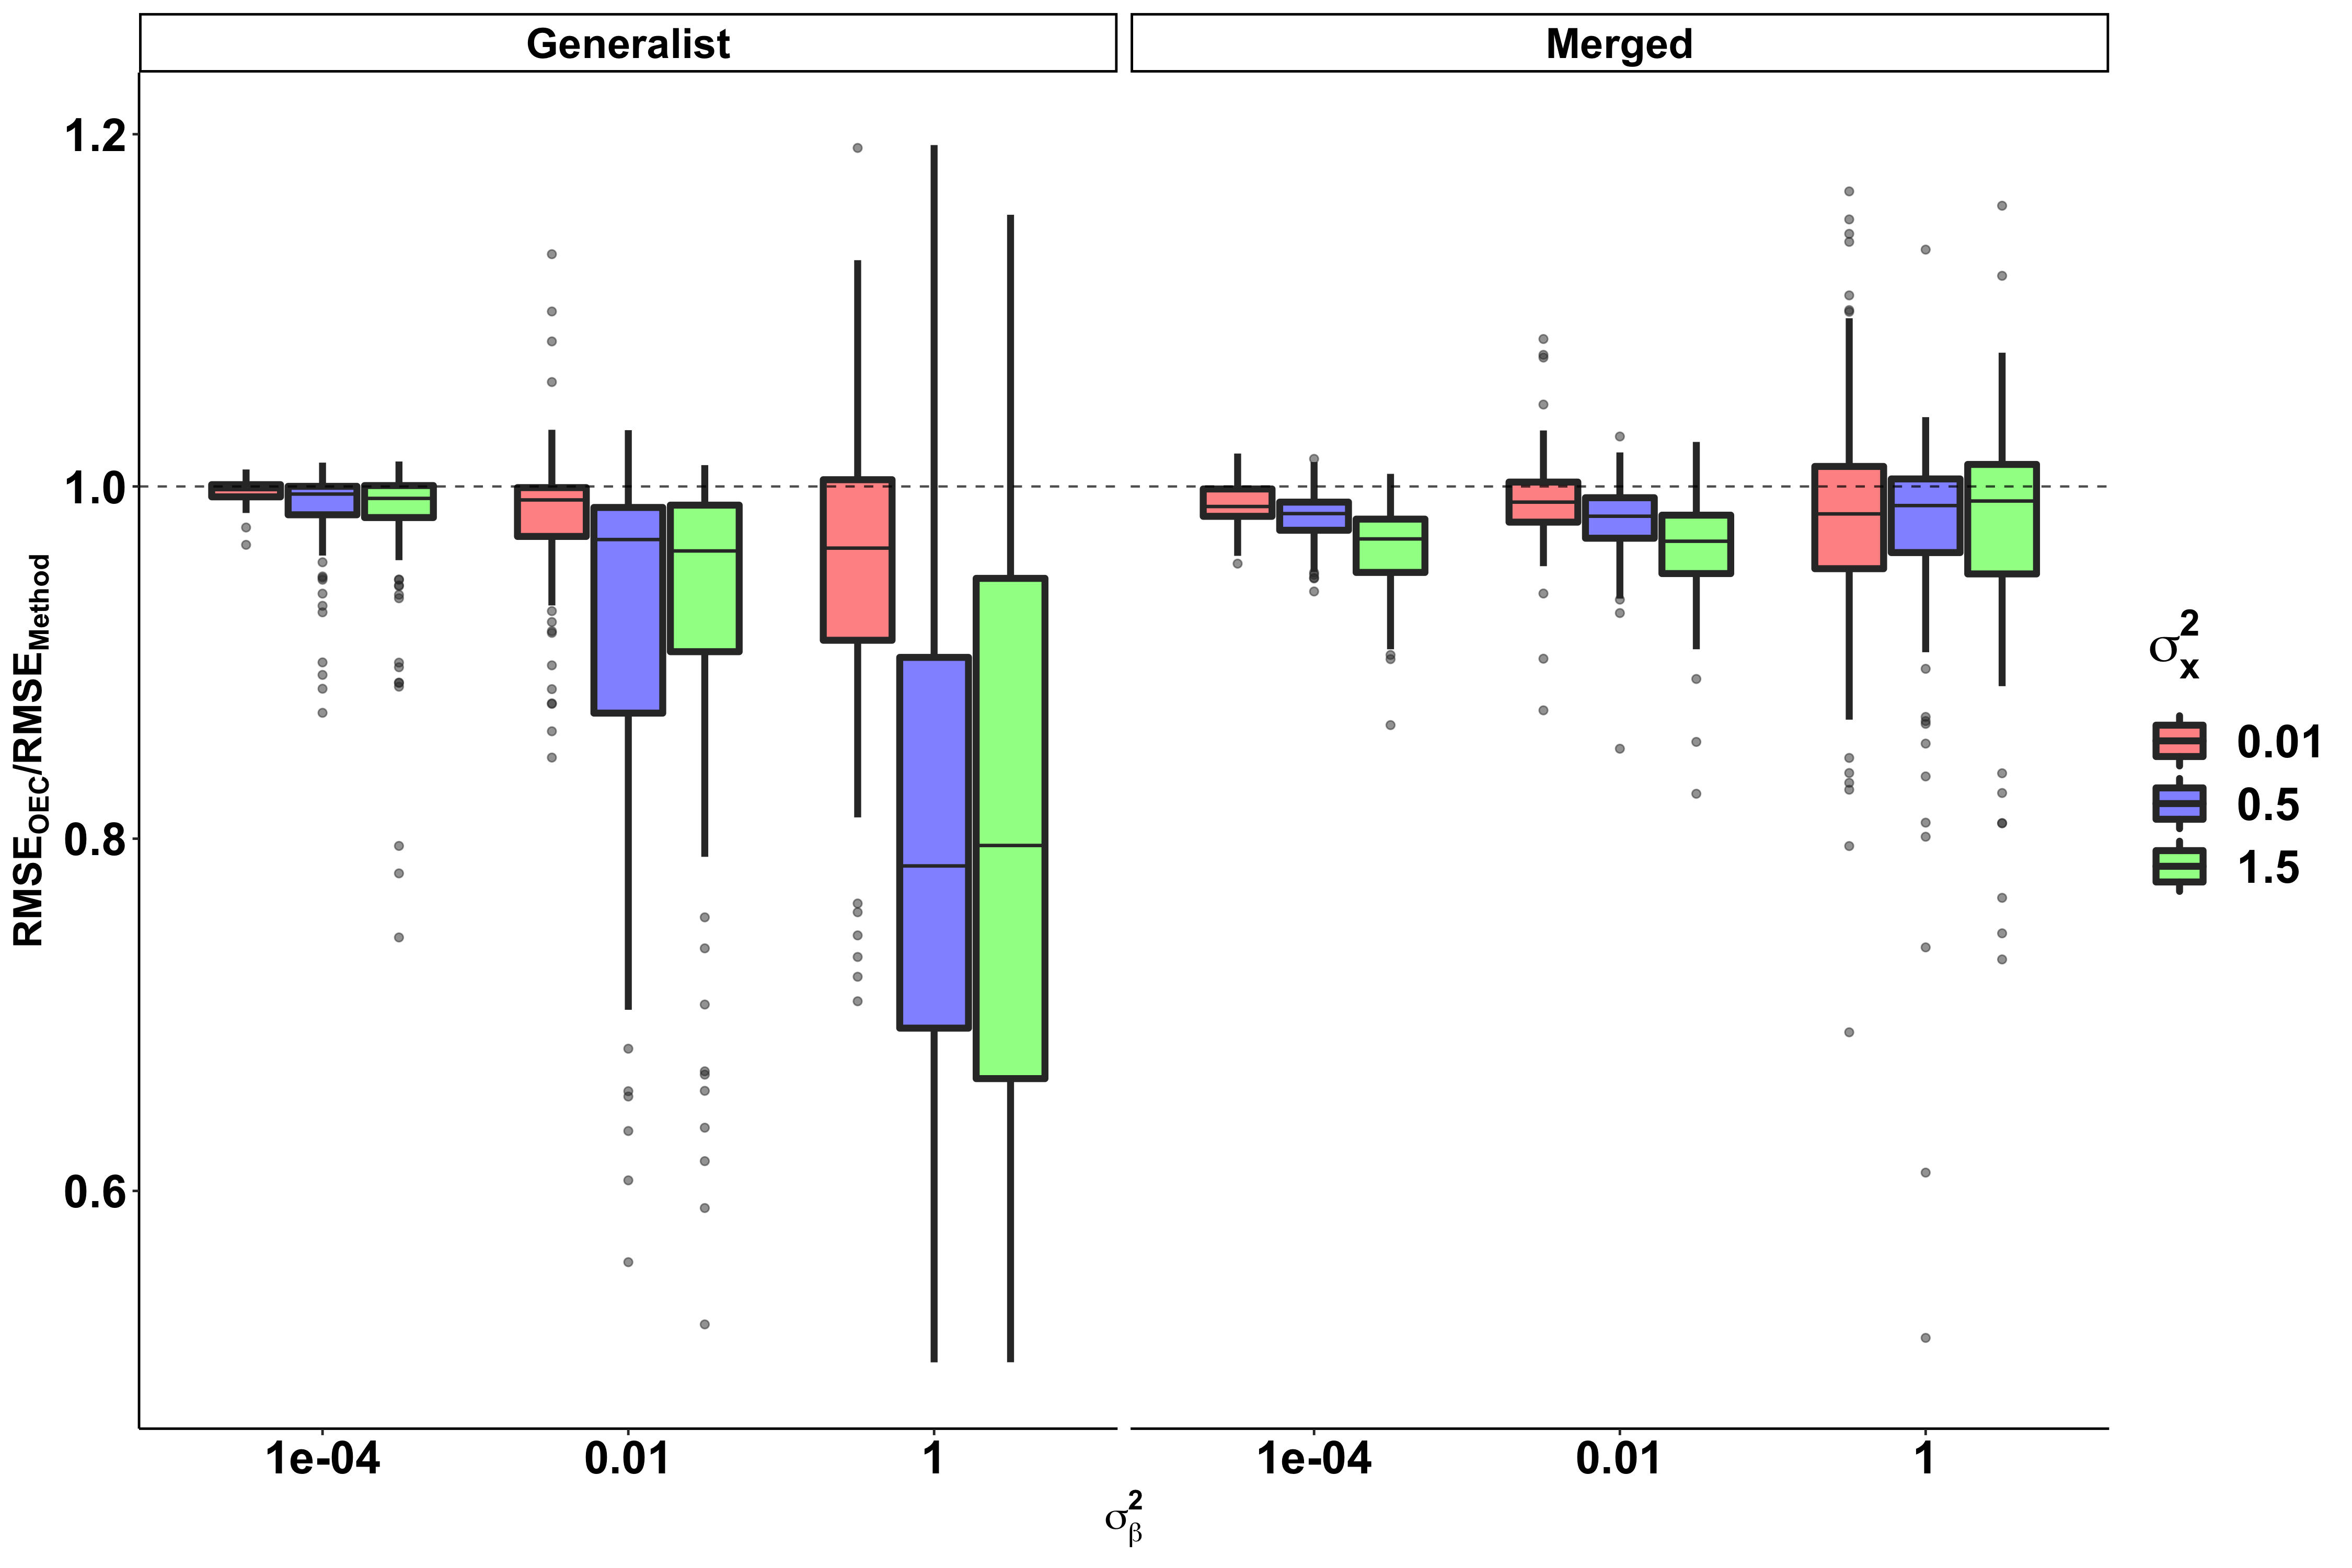 Generalist Merged
1.2
1.0
0.8
0.6
RMSE_OEC/RMSE_Method
1e-04 0.01 1 1e-04 0.01 1
σ²_β
σ²_x
0.01
0.5
1.5